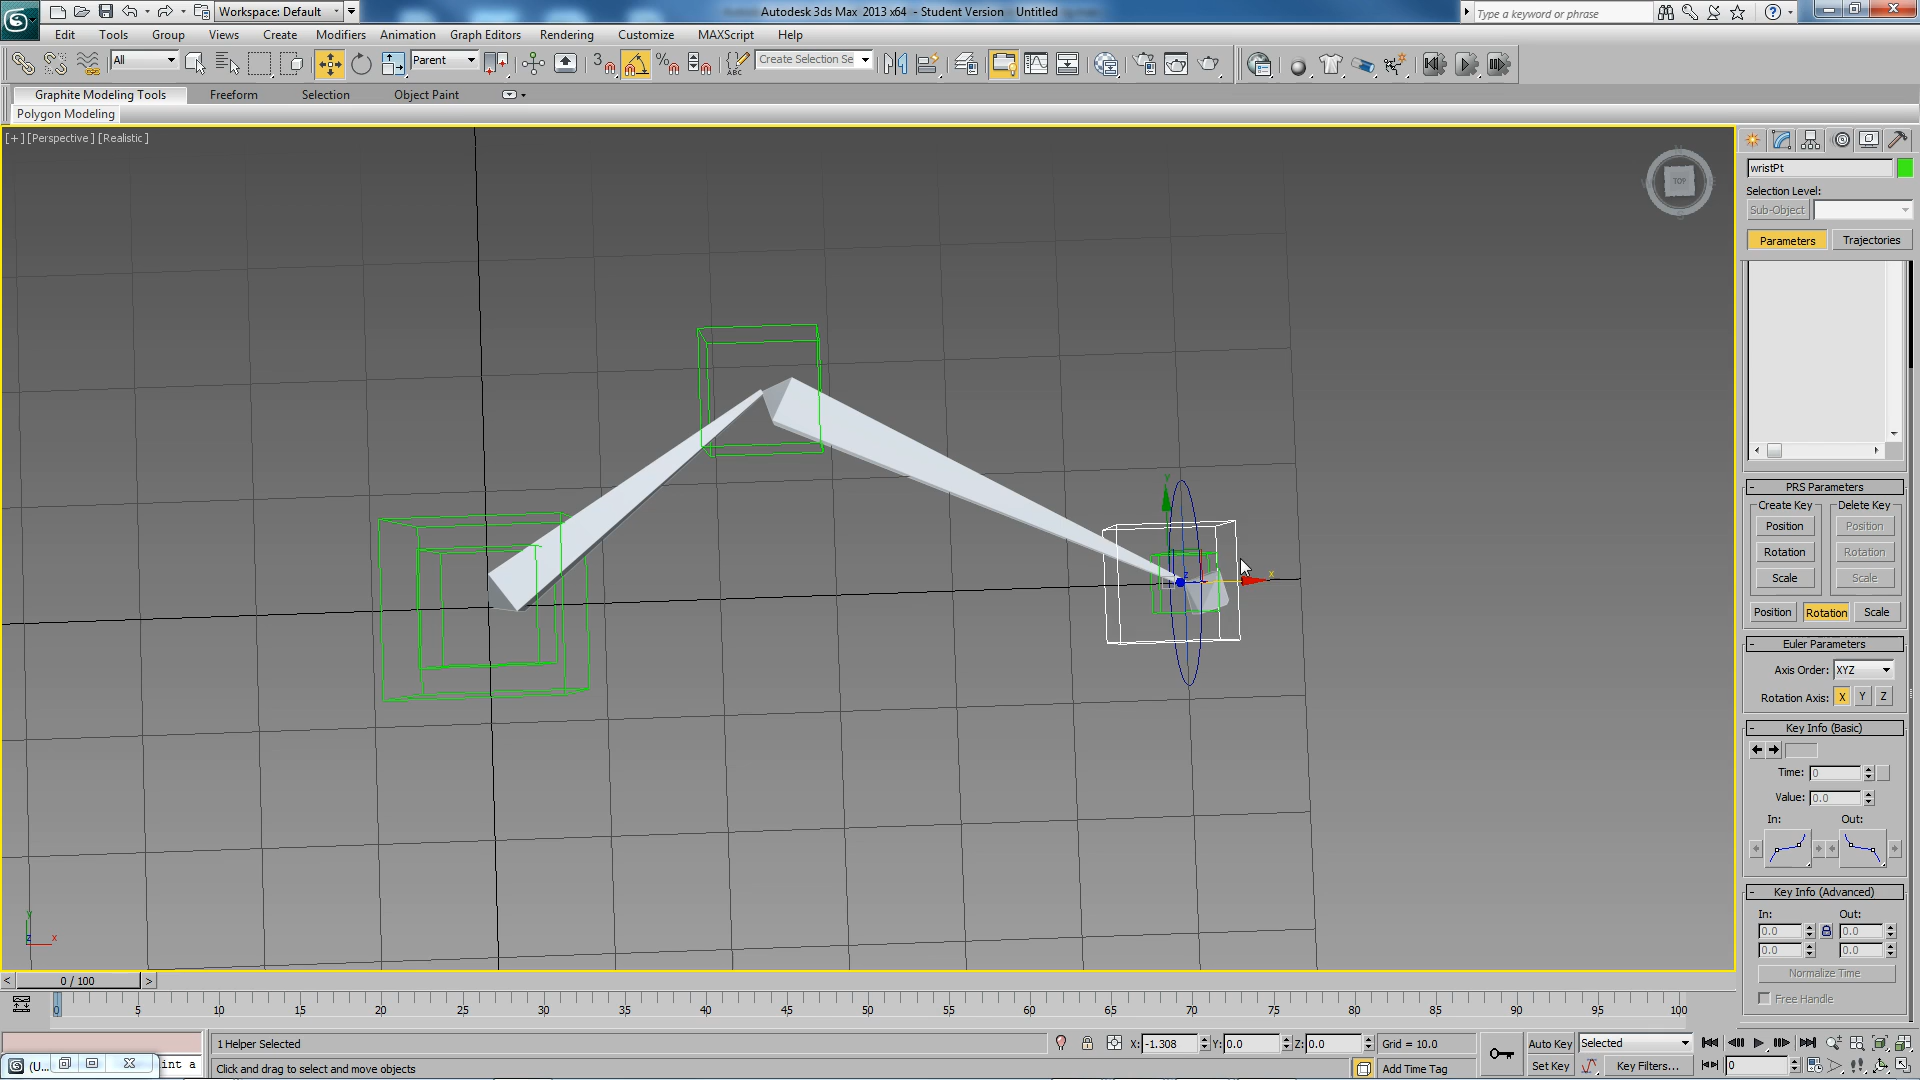 Workspace: Default
Autodesk 3ds Max 2013 x64 - Student Version Untitled
Type a keyword or phrase
Edit Tools Group Views Create Modifiers Animation Graph Editors Rendering Customize MAXScript Help
All
Parent
3
Create Selection Se
Graphite Modeling Tools Freeform Selection Object Paint
Polygon Modeling
[+] [Perspective ] [Realistic ]
TOP
wristPt
Selection Level:
Sub-Object
Parameters Trajectories
PRS Parameters
Create Key Delete Key
Position Position
Rotation Rotation
Scale Scale
Position Rotation Scale
Euler Parameters
Axis Order: XYZ
Rotation Axis: X Y Z
Key Info (Basic)
Time: 0
Value: 0.0
In: Out:
Key Info (Advanced)
In: Out:
0.0 0.0
0.0 0.0
Normalize Time
Free Handle
y
z
x
y
z
x
< 0 / 100 >
0 5 10 15 20 25 30 35 40 45 50 55 60 65 70 75 80 85 90 95 100
1 Helper Selected
X: -1.308 Y: 0.0 Z: 0.0 Grid = 10.0
Auto Key Selected
(U... int a
Click and drag to select and move objects
Add Time Tag
Set Key Key Filters...
0